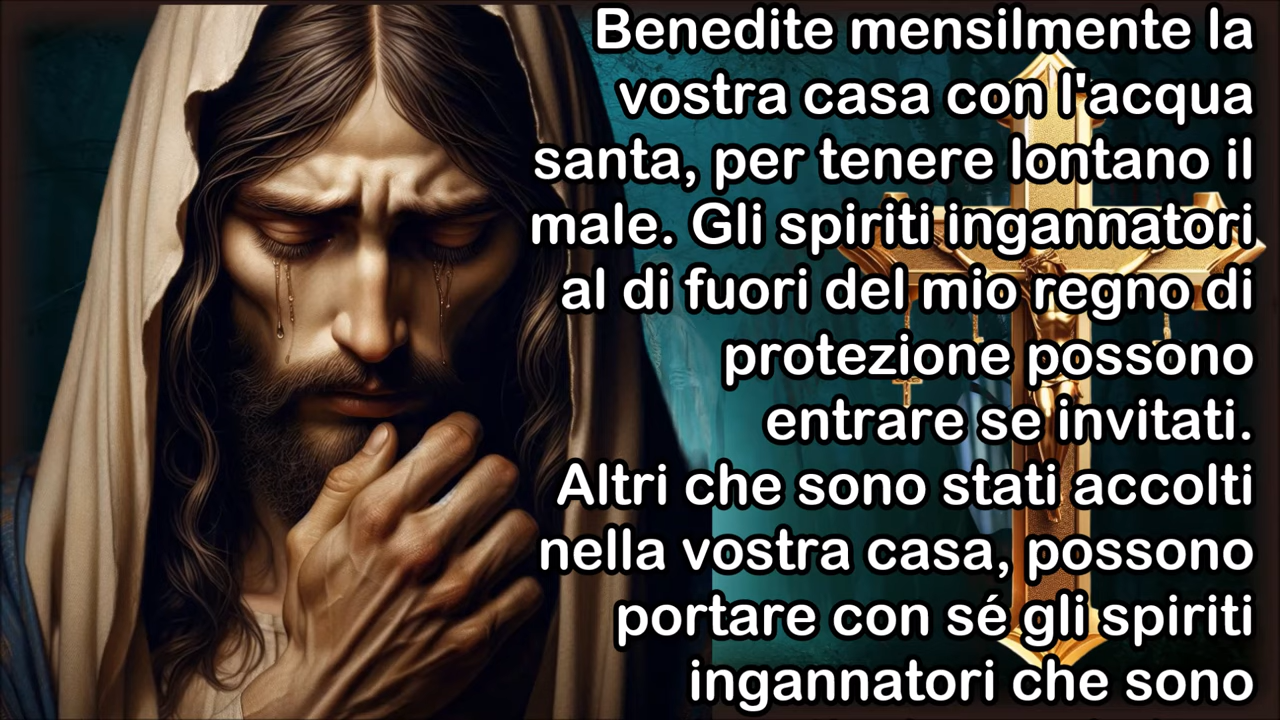 Benedite mensilmente la
vostra casa con l'acqua
santa, per tenere lontano il
male. Gli spiriti ingannatori
al di fuori del mio regno di
protezione possono
entrare se invitati.
Altri che sono stati accolti
nella vostra casa, possono
portare con sé gli spiriti
ingannatori che sono